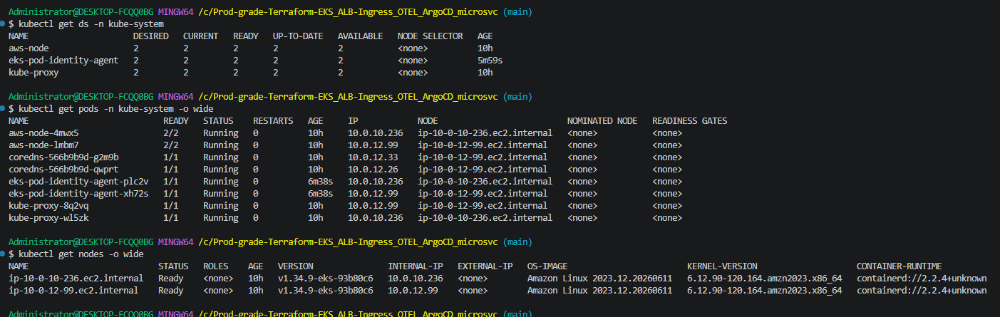 Administrator@DESKTOP-FCQQ0BG MINGW64 /c/Prod-grade-Terraform-EKS_ALB-Ingress_OTEL_ArgoCD_microsvc (main)
$ kubectl get ds -n kube-system
NAME DESIRED CURRENT READY UP-TO-DATE AVAILABLE NODE SELECTOR AGE
aws-node 2 2 2 2 2 <none> 10h
eks-pod-identity-agent 2 2 2 2 2 <none> 5m59s
kube-proxy 2 2 2 2 2 <none> 10h
Administrator@DESKTOP-FCQQ0BG MINGW64 /c/Prod-grade-Terraform-EKS_ALB-Ingress_OTEL_ArgoCD_microsvc (main)
$ kubectl get pods -n kube-system -o wide
NAME READY STATUS RESTARTS AGE IP NODE NOMINATED NODE READINESS GATES
aws-node-4mwx5 2/2 Running 0 10h 10.0.10.236 ip-10-0-10-236.ec2.internal <none> <none>
aws-node-lmbm7 2/2 Running 0 10h 10.0.12.99 ip-10-0-12-99.ec2.internal <none> <none>
coredns-566b9b9d-g2m9b 1/1 Running 0 10h 10.0.12.33 ip-10-0-12-99.ec2.internal <none> <none>
coredns-566b9b9d-qwprt 1/1 Running 0 10h 10.0.12.26 ip-10-0-12-99.ec2.internal <none> <none>
eks-pod-identity-agent-plc2v 1/1 Running 0 6m38s 10.0.10.236 ip-10-0-10-236.ec2.internal <none> <none>
eks-pod-identity-agent-xh72s 1/1 Running 0 6m38s 10.0.12.99 ip-10-0-12-99.ec2.internal <none> <none>
kube-proxy-8q2vq 1/1 Running 0 10h 10.0.12.99 ip-10-0-12-99.ec2.internal <none> <none>
kube-proxy-wl5zk 1/1 Running 0 10h 10.0.10.236 ip-10-0-10-236.ec2.internal <none> <none>
Administrator@DESKTOP-FCQQ0BG MINGW64 /c/Prod-grade-Terraform-EKS_ALB-Ingress_OTEL_ArgoCD_microsvc (main)
$ kubectl get nodes -o wide
NAME STATUS ROLES AGE VERSION INTERNAL-IP EXTERNAL-IP OS-IMAGE KERNEL-VERSION CONTAINER-RUNTIME
ip-10-0-10-236.ec2.internal Ready <none> 10h v1.34.9-eks-93b80c6 10.0.10.236 <none> Amazon Linux 2023.12.20260611 6.12.90-120.164.amzn2023.x86_64 containerd://2.2.4+unknown
ip-10-0-12-99.ec2.internal Ready <none> 10h v1.34.9-eks-93b80c6 10.0.12.99 <none> Amazon Linux 2023.12.20260611 6.12.90-120.164.amzn2023.x86_64 containerd://2.2.4+unknown
Administrator@DESKTOP-FCQQ0BG MINGW64 /c/Prod-grade-Terraform-EKS_ALB-Ingress_OTEL_ArgoCD_microsvc (main)